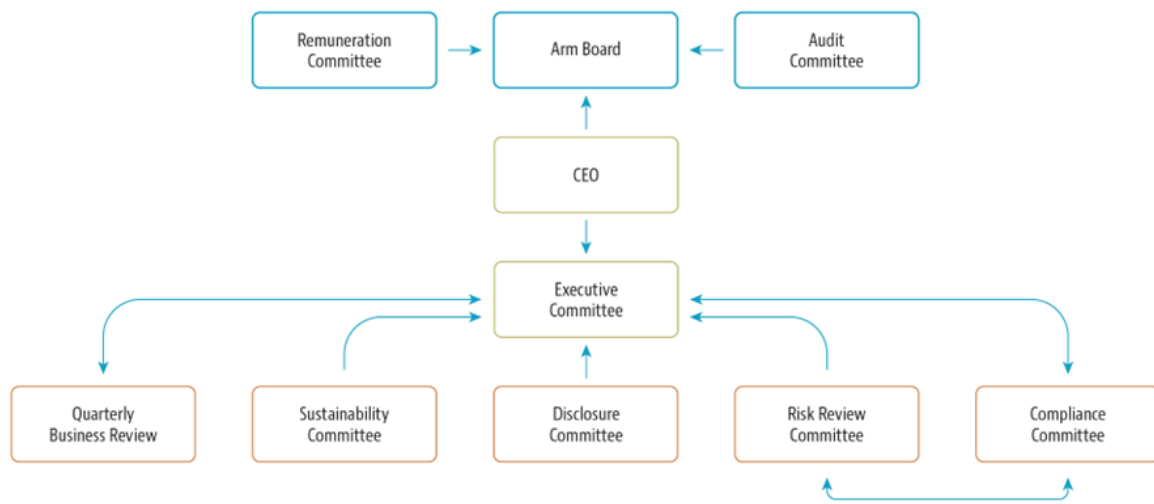 Remuneration
Committee
Arm Board
Audit
Committee
CEO
Executive
Committee
Quarterly
Business Review
Sustainability
Committee
Disclosure
Committee
Risk Review
Committee
Compliance
Committee